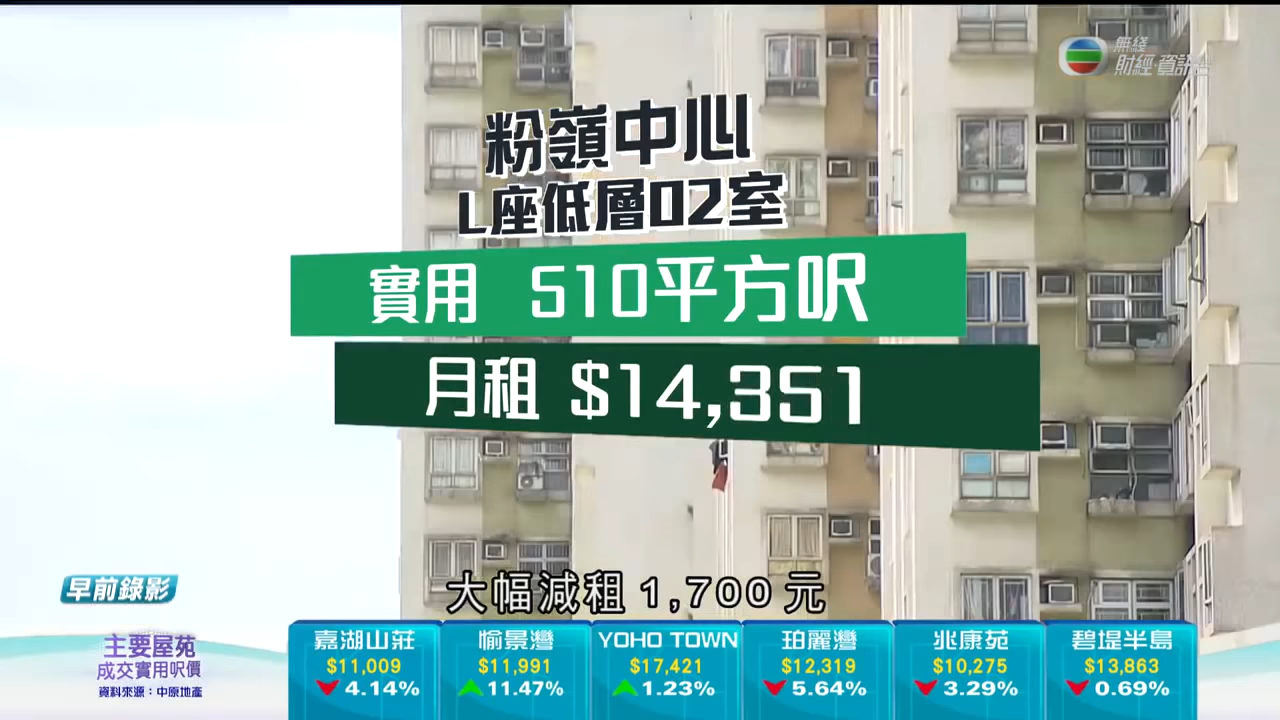 無綫
財經·資訊台
粉嶺中心
L座低層02室
實用 510平方呎
月租 $14,351
大幅減租1,700元
早前錄影
主要屋苑
成交實用呎價
資料來源：中原地產
嘉湖山莊
$11,009
4.14%
愉景灣
$11,991
11.47%
YOHO TOWN
$17,421
1.23%
珀麗灣
$12,319
5.64%
兆康苑
$10,275
3.29%
碧堤半島
$13,863
0.69%